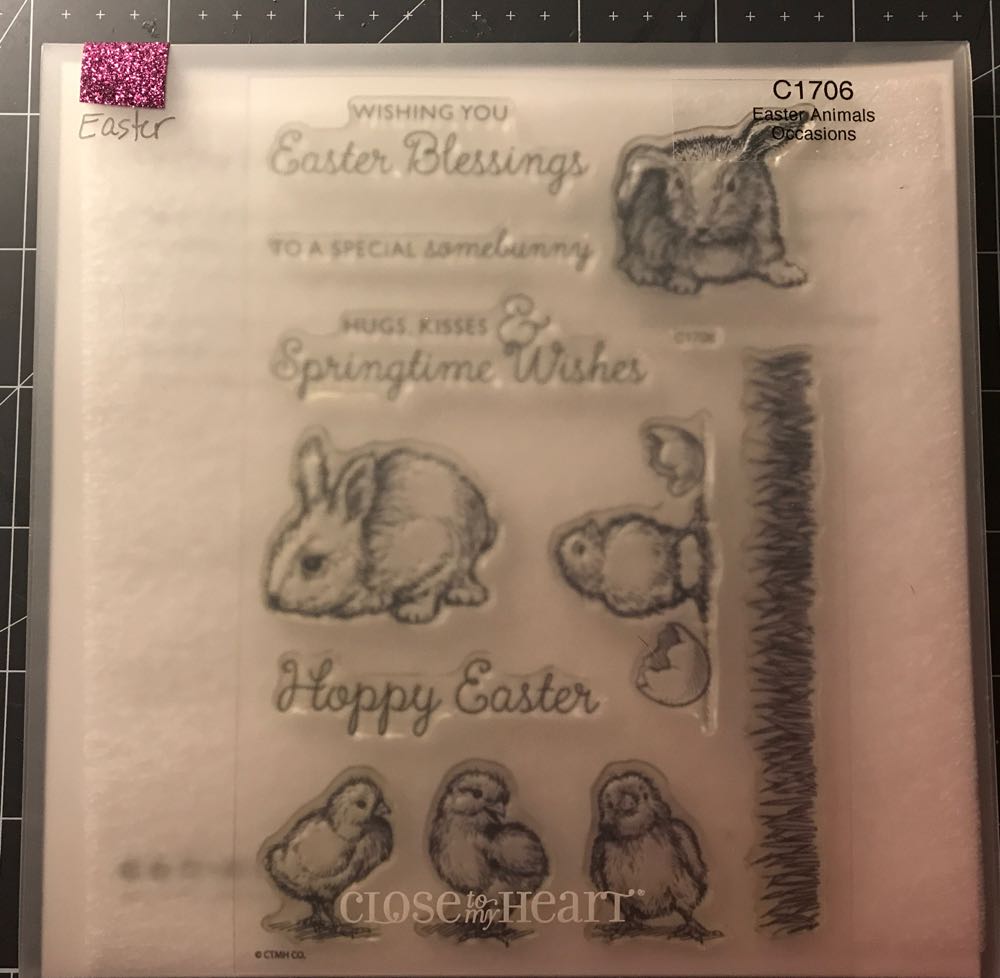 C1706
Easter Animals
Occasions
Easter
WISHING YOU
Easter Blessings
TO A SPECIAL somebunny
HUGS, KISSES &
Springtime Wishes
C1706
Hoppy Easter
CLOSE to my HEART®
© CTMH CO.